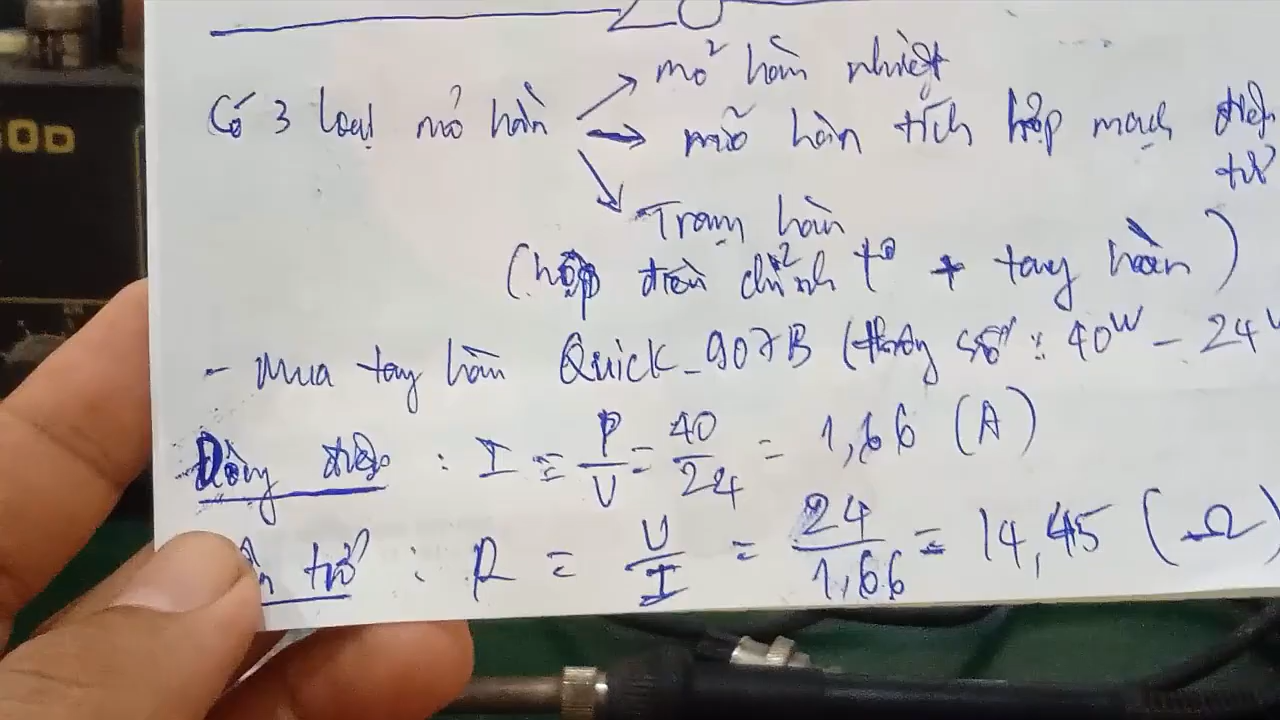 20
mỏ hàn nhiệt
Có 3 loại mỏ hàn
mỏ hàn tích hợp mạch điện
tử
Trạm hàn
(hộp điều chỉnh t° + tay hàn)
- Mua tay hàn Quick_907B (thông số : 40W - 24V
Dòng điện : I = P/U = 40/24 = 1,66 (A)
trở : R = U/I = 24/1,66 = 14,45 (Ω)